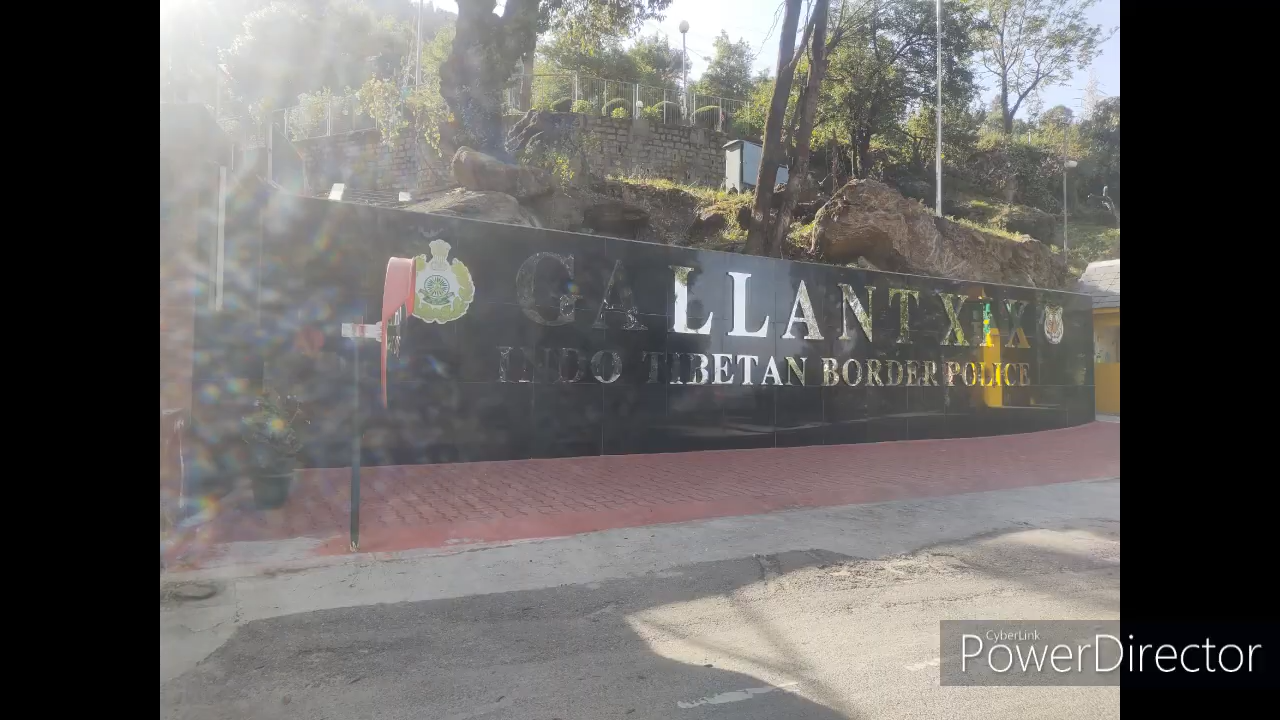 GALLANT XIX
INDO TIBETAN BORDER POLICE
CyberLink
PowerDirector